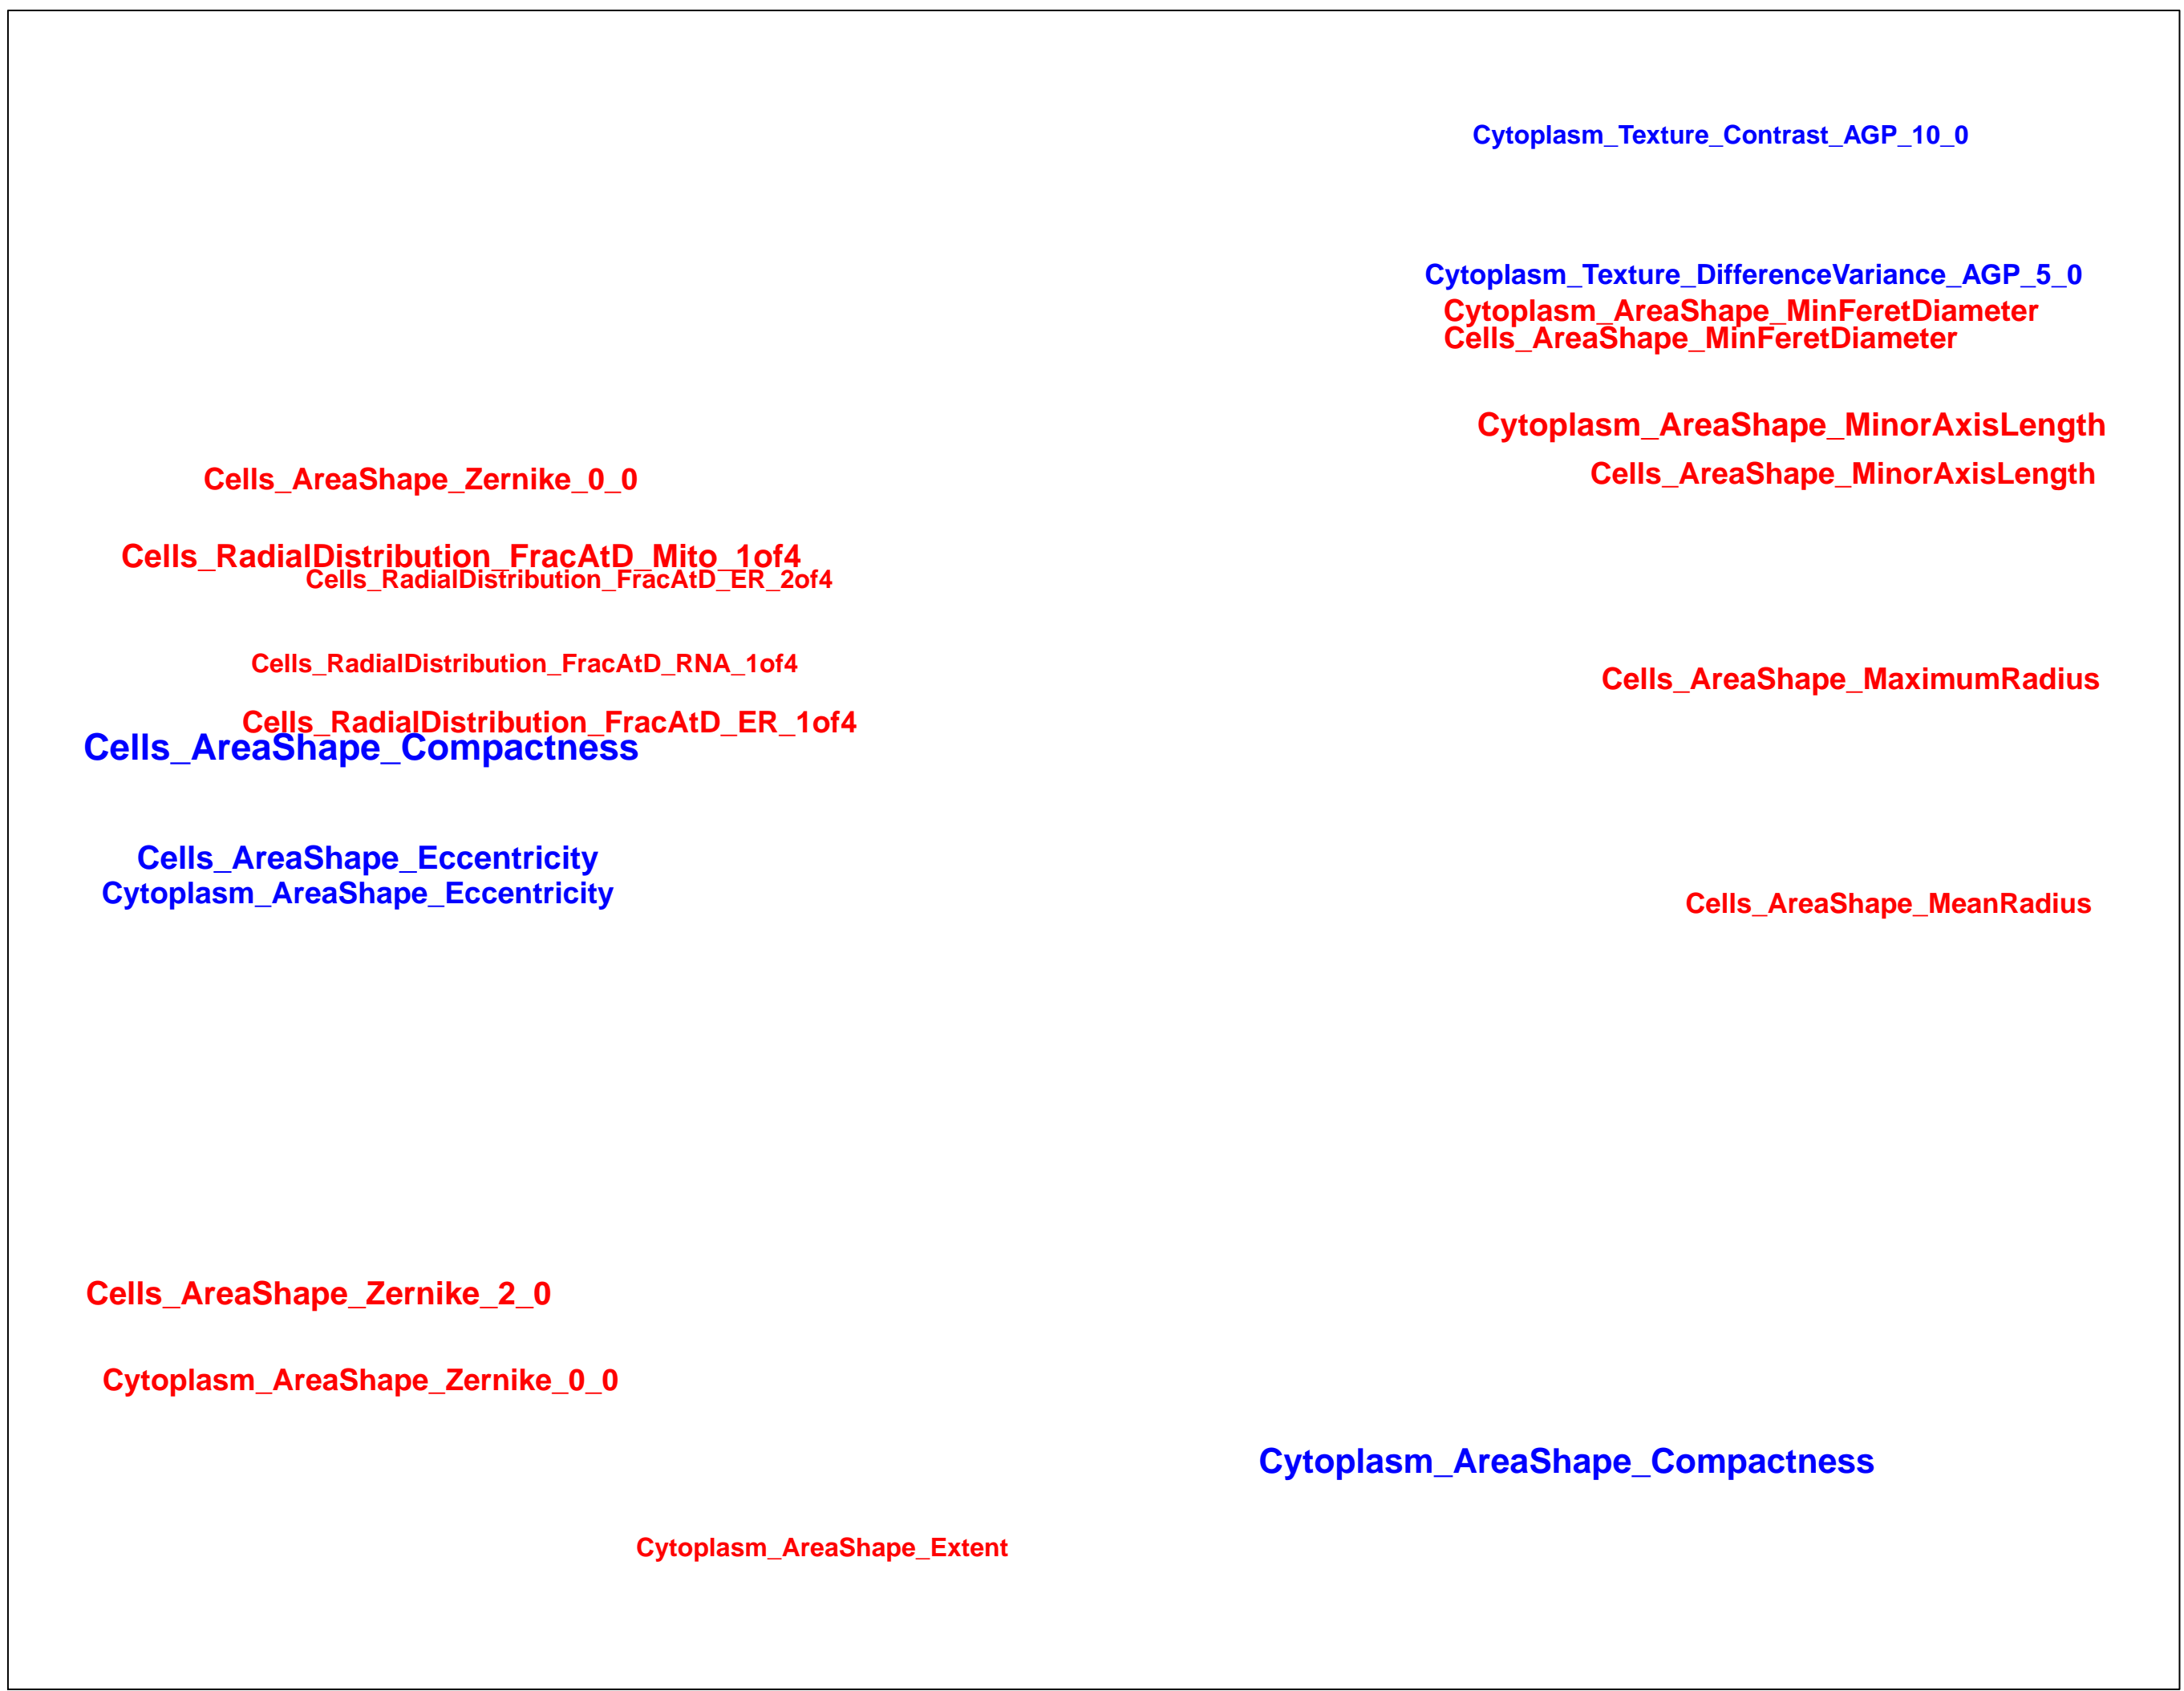 Cytoplasm_Texture_Contrast_AGP_10_0
Cytoplasm_Texture_DifferenceVariance_AGP_5_0
Cytoplasm_AreaShape_MinFeretDiameter
Cells_AreaShape_MinFeretDiameter
Cytoplasm_AreaShape_MinorAxisLength
Cells_AreaShape_MinorAxisLength
Cells_AreaShape_Zernike_0_0
Cells_RadialDistribution_FracAtD_Mito_1of4
Cells_RadialDistribution_FracAtD_ER_2of4
Cells_RadialDistribution_FracAtD_RNA_1of4
Cells_AreaShape_MaximumRadius
Cells_RadialDistribution_FracAtD_ER_1of4
Cells_AreaShape_Compactness
Cells_AreaShape_Eccentricity
Cytoplasm_AreaShape_Eccentricity
Cells_AreaShape_MeanRadius
Cells_AreaShape_Zernike_2_0
Cytoplasm_AreaShape_Zernike_0_0
Cytoplasm_AreaShape_Compactness
Cytoplasm_AreaShape_Extent